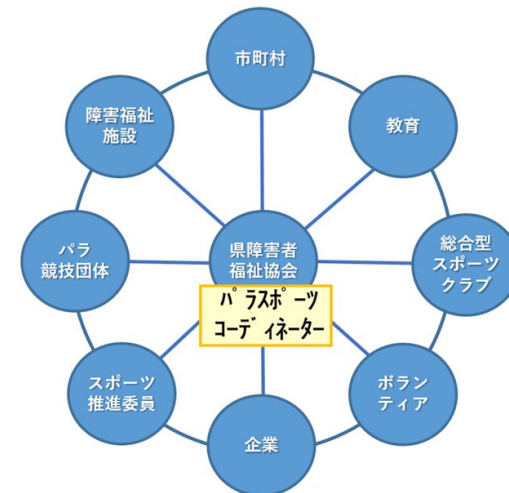 市町村
障害福祉
施設
教育
パラ
競技団体
県障害者
福祉協会
総合型
スポーツ
クラブ
パラスポーツ
コーディネーター
スポーツ
推進委員
ボラン
ティア
企業